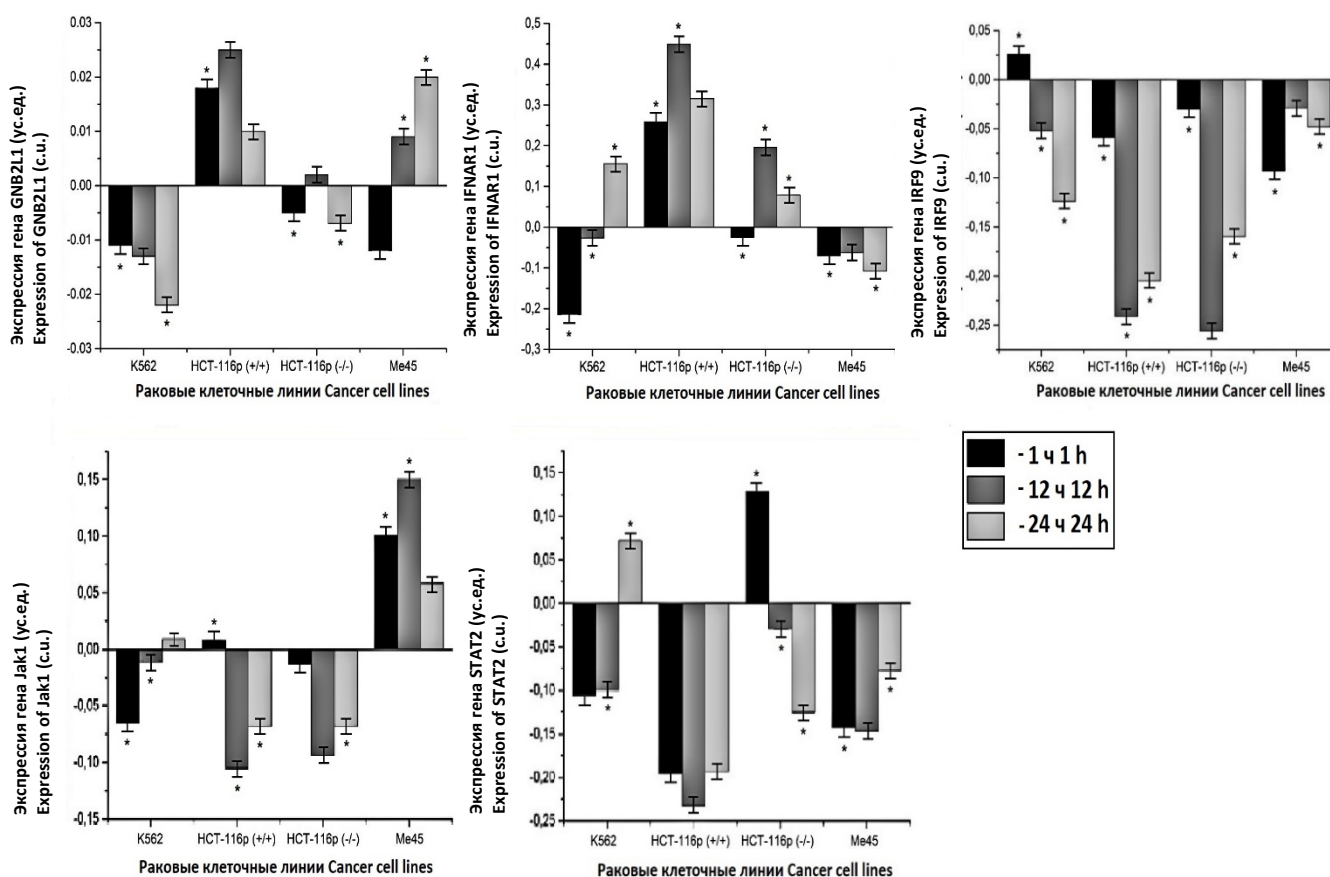 Экспрессия гена GNB2L1 (ус.ед.)
Expression of GNB2L1 (c.u.)
0.03
0.02
0.01
0.00
-0.01
-0.02
-0.03
* * * * * * *
K562 HCT-116p (+/+) HCT-116p (-/-) Me45
Раковые клеточные линии Cancer cell lines
Экспрессия гена IFNAR1 (ус.ед.)
Expression of IFNAR1 (c.u.)
0,5
0,4
0,3
0,2
0,1
0,0
-0,1
-0,2
-0,3
* * * * * * * * * *
K562 HCT-116p (+/+) HCT-116p (-/-) Me45
Раковые клеточные линии Cancer cell lines
Экспрессия гена IRF9 (ус.ед.)
Expression of IRF9 (c.u.)
0,05
0,00
-0,05
-0,10
-0,15
-0,20
-0,25
* * * * * * * * * *
K562 HCT-116p (+/+) HCT-116p (-/-) Me45
Раковые клеточные линии Cancer cell lines
Экспрессия гена Jak1 (ус.ед.)
Expression of Jak1 (c.u.)
0,15
0,10
0,05
0,00
-0,05
-0,10
-0,15
* * * * * * * *
K562 HCT-116p (+/+) HCT-116p (-/-) Me45
Раковые клеточные линии Cancer cell lines
Экспрессия гена STAT2 (ус.ед.)
Expression of STAT2 (c.u.)
0,15
0,10
0,05
0,00
-0,05
-0,10
-0,15
-0,20
-0,25
* * * * * * *
K562 HCT-116p (+/+) HCT-116p (-/-) Me45
Раковые клеточные линии Cancer cell lines
- 1 ч 1 h
- 12 ч 12 h
- 24 ч 24 h